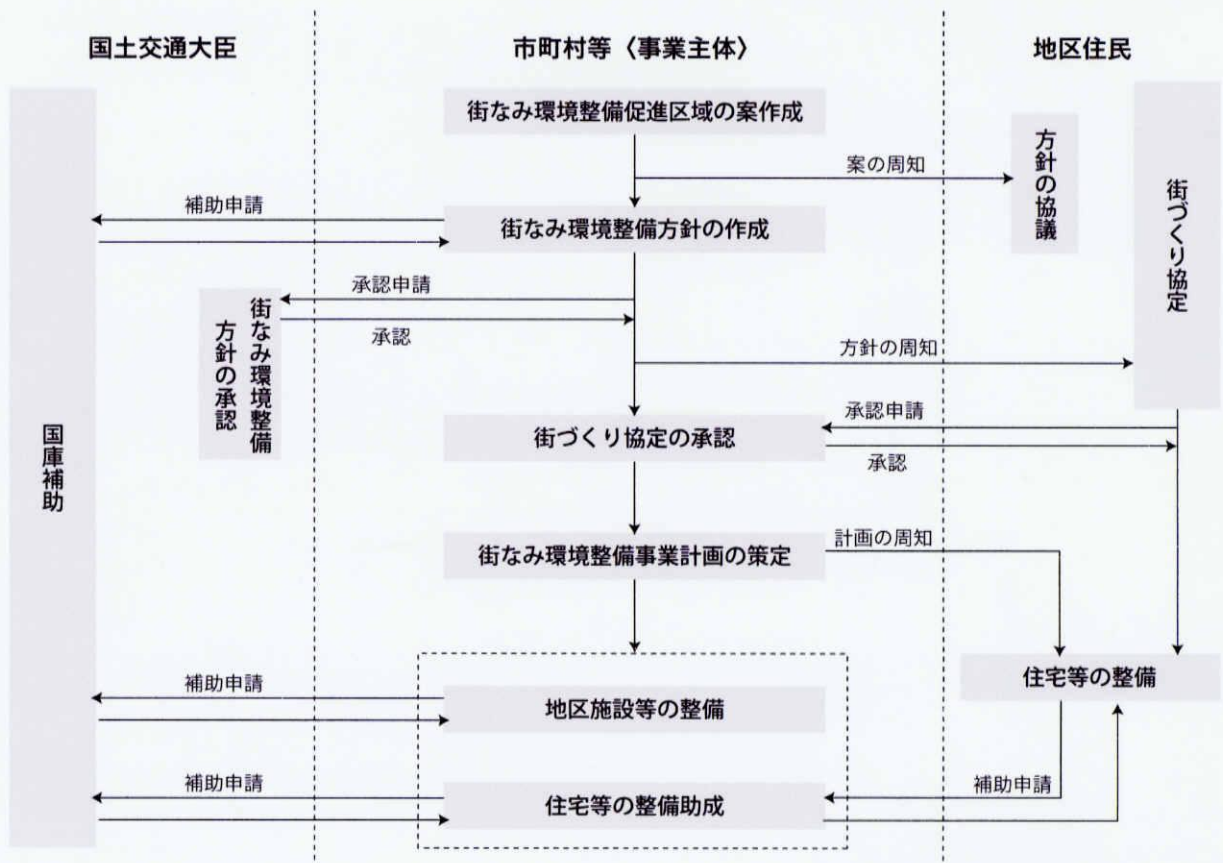 国土交通大臣
市町村等〈事業主体〉
地区住民
街なみ環境整備促進区域の案作成
案の周知
方針の協議
街づくり協定
補助申請
街なみ環境整備方針の作成
承認申請
承認
街なみ環境整備
方針の承認
方針の周知
承認申請
街づくり協定の承認
承認
国庫補助
街なみ環境整備事業計画の策定
計画の周知
住宅等の整備
補助申請
地区施設等の整備
補助申請
住宅等の整備助成
補助申請